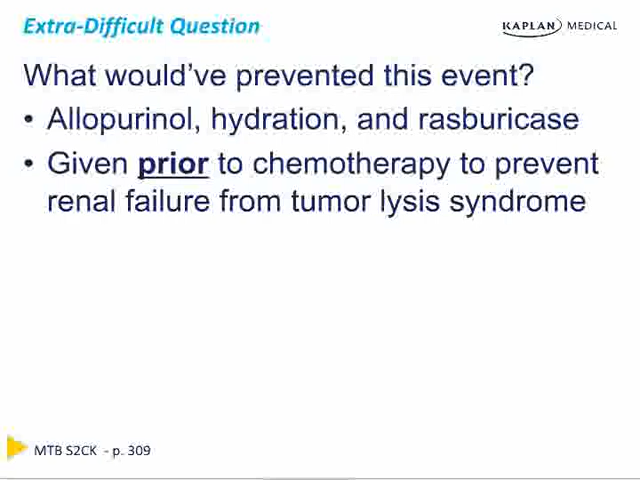 Extra-Difficult Question
KAPLAN MEDICAL
What would've prevented this event?
• Allopurinol, hydration, and rasburicase
• Given prior to chemotherapy to prevent
renal failure from tumor lysis syndrome
MTB S2CK - p. 309